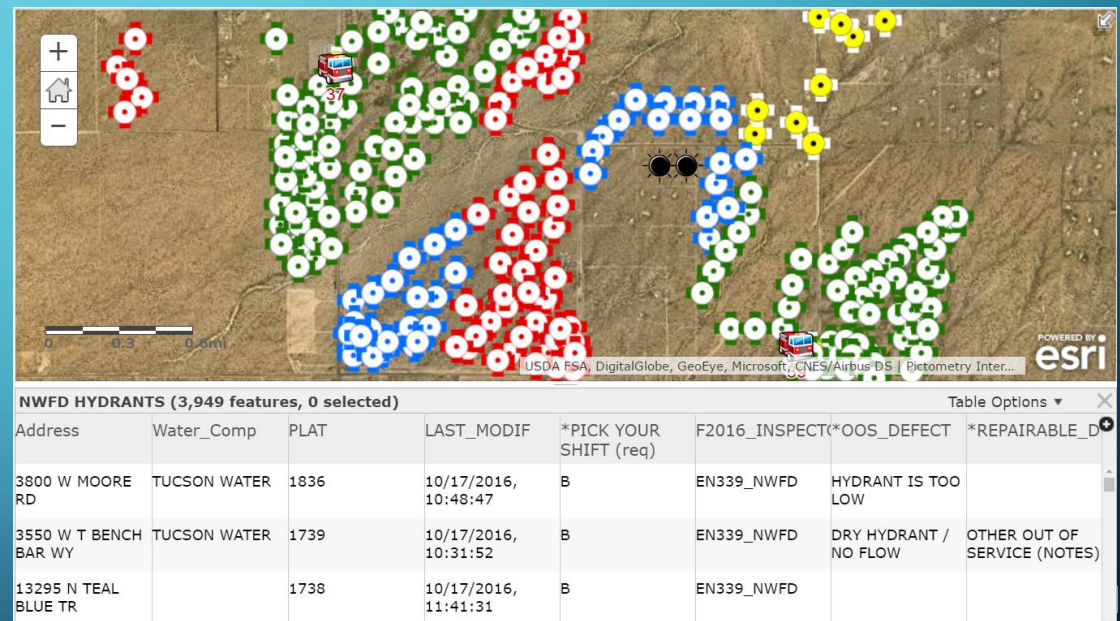 +
37
−
0 0.3 0.6mi
USDA FSA, DigitalGlobe, GeoEye, Microsoft, CNES/Airbus DS | Pictometry Inter...
POWERED BY
esri
NWFD HYDRANTS (3,949 features, 0 selected) Table Options ▼
Address Water_Comp PLAT LAST_MODIF *PICK YOUR SHIFT (req) F2016_INSPECT *OOS_DEFECT *REPAIRABLE_D
3800 W MOORE RD TUCSON WATER 1836 10/17/2016, 10:48:47 B EN339_NWFD HYDRANT IS TOO LOW
3550 W T BENCH BAR WY TUCSON WATER 1739 10/17/2016, 10:31:52 B EN339_NWFD DRY HYDRANT / NO FLOW OTHER OUT OF SERVICE (NOTES)
13295 N TEAL BLUE TR 1738 10/17/2016, 11:41:31 B EN339_NWFD